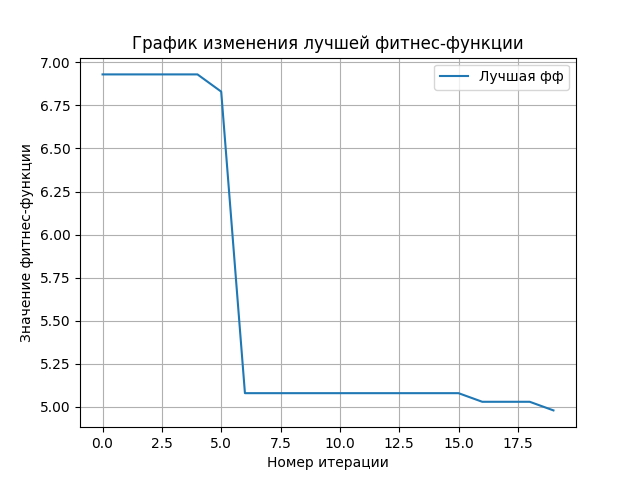 График изменения лучшей фитнес-функции
Лучшая фф
Значение фитнес-функции
7.00
6.75
6.50
6.25
6.00
5.75
5.50
5.25
5.00
0.0 2.5 5.0 7.5 10.0 12.5 15.0 17.5
Номер итерации